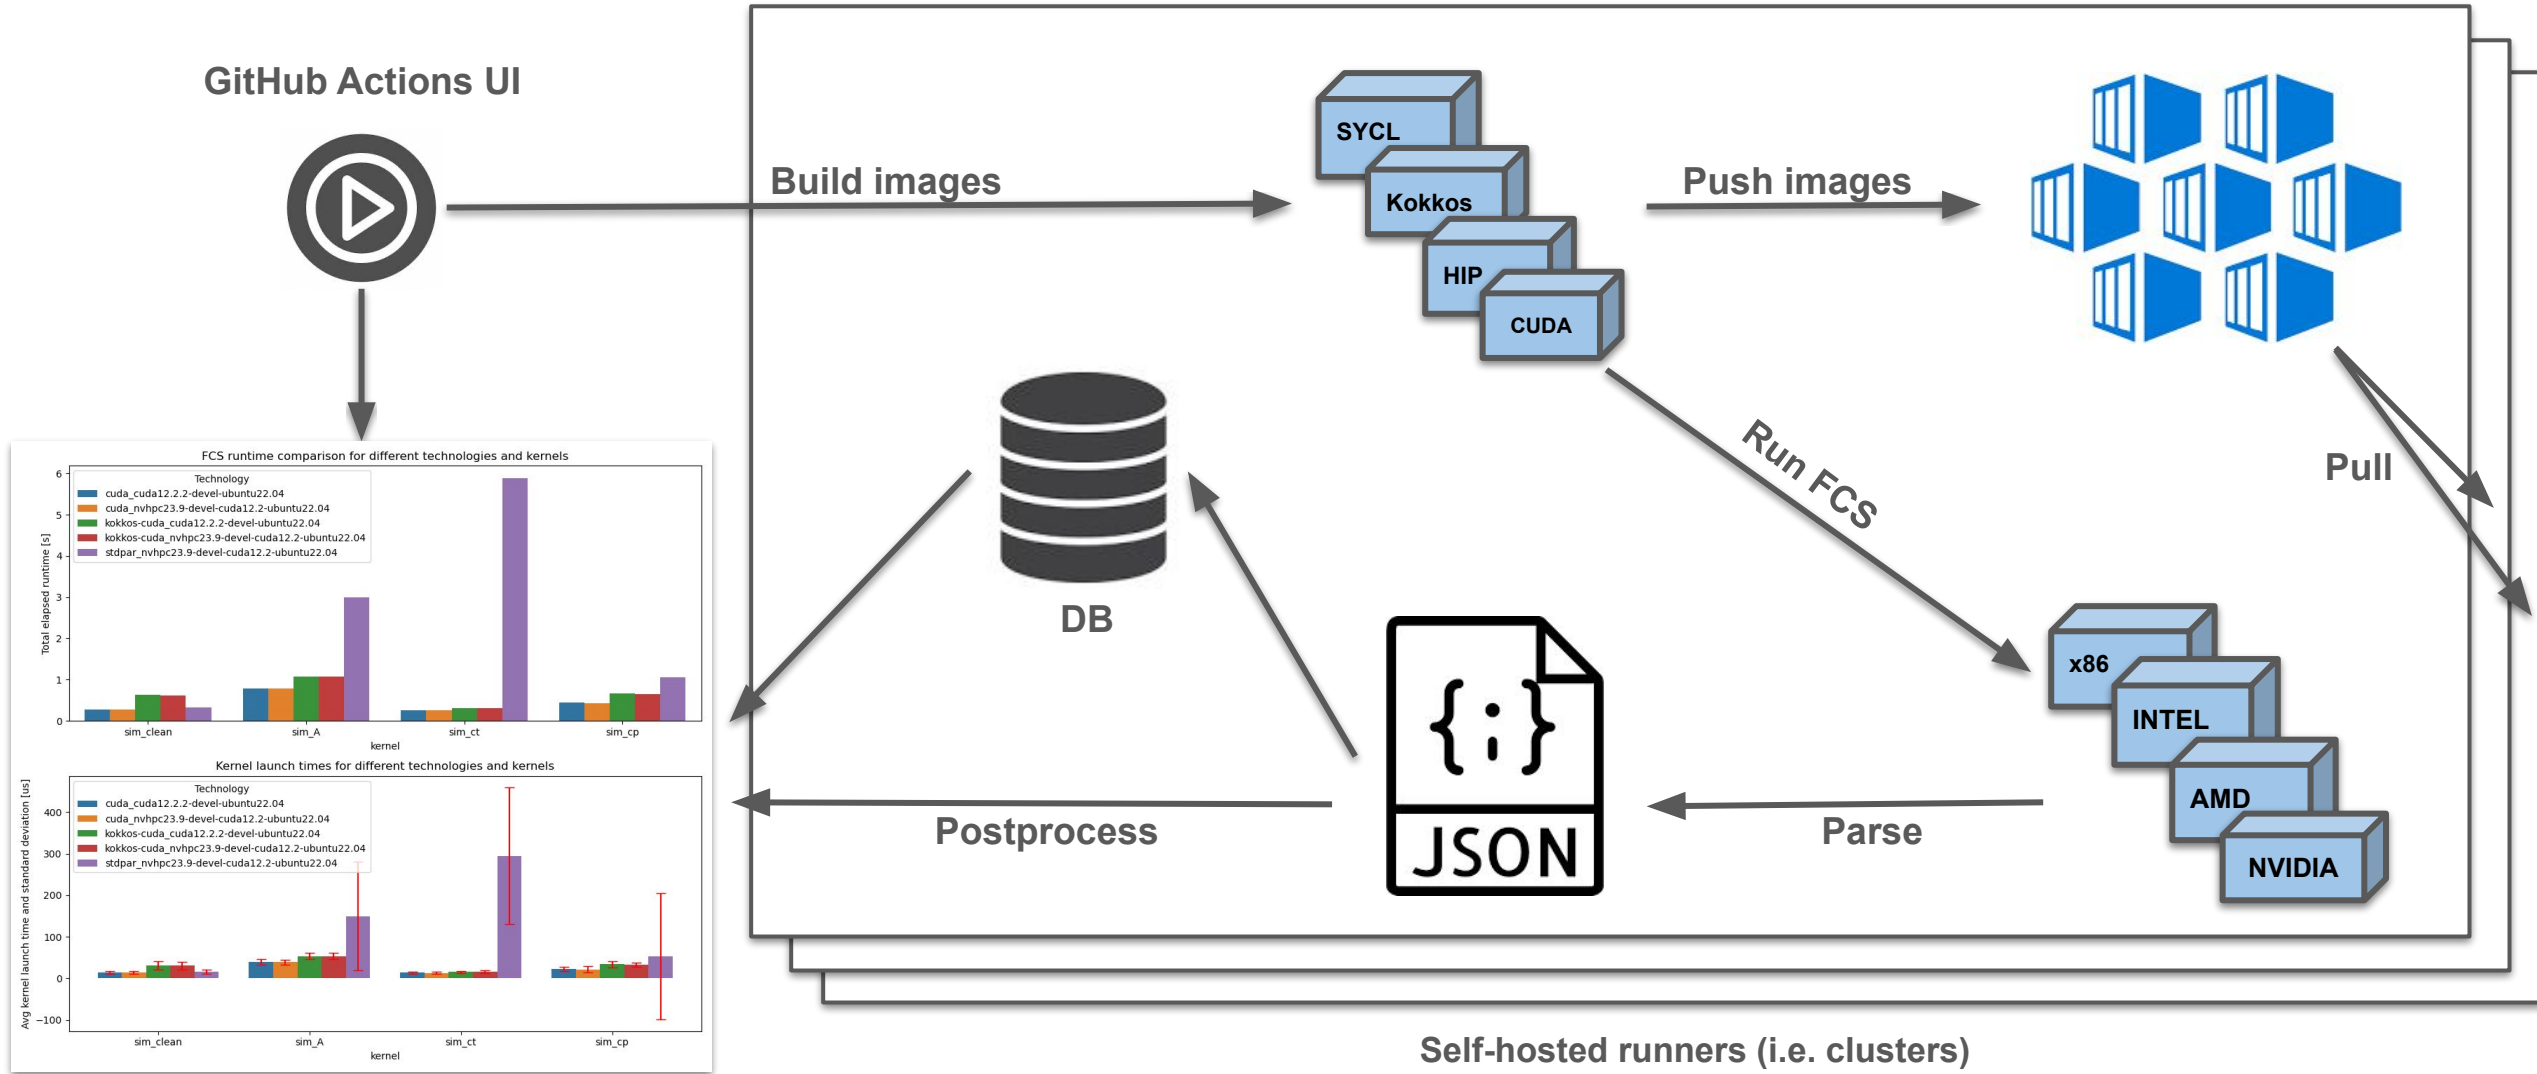 GitHub Actions UI
Build images
SYCL
Kokkos
HIP
CUDA
Push images
Run FCS
Pull
DB
{;}
JSON
Postprocess
Parse
x86
INTEL
AMD
NVIDIA
Self-hosted runners (i.e. clusters)
FCS runtime comparison for different technologies and kernels
Technology
cuda_cuda12.2.2-devel-ubuntu22.04
cuda_nvhpc23.9-devel-cuda12.2-ubuntu22.04
kokkos-cuda_cuda12.2.2-devel-ubuntu22.04
kokkos-cuda_nvhpc23.9-devel-cuda12.2-ubuntu22.04
stdpar_nvhpc23.9-devel-cuda12.2-ubuntu22.04
Total elapsed runtime [s]
6
5
4
3
2
1
0
sim_clean
sim_A
sim_ct
sim_cp
kernel
Kernel launch times for different technologies and kernels
Technology
cuda_cuda12.2.2-devel-ubuntu22.04
cuda_nvhpc23.9-devel-cuda12.2-ubuntu22.04
kokkos-cuda_cuda12.2.2-devel-ubuntu22.04
kokkos-cuda_nvhpc23.9-devel-cuda12.2-ubuntu22.04
stdpar_nvhpc23.9-devel-cuda12.2-ubuntu22.04
Avg kernel launch time and standard deviation [us]
400
300
200
100
0
−100
sim_clean
sim_A
sim_ct
sim_cp
kernel